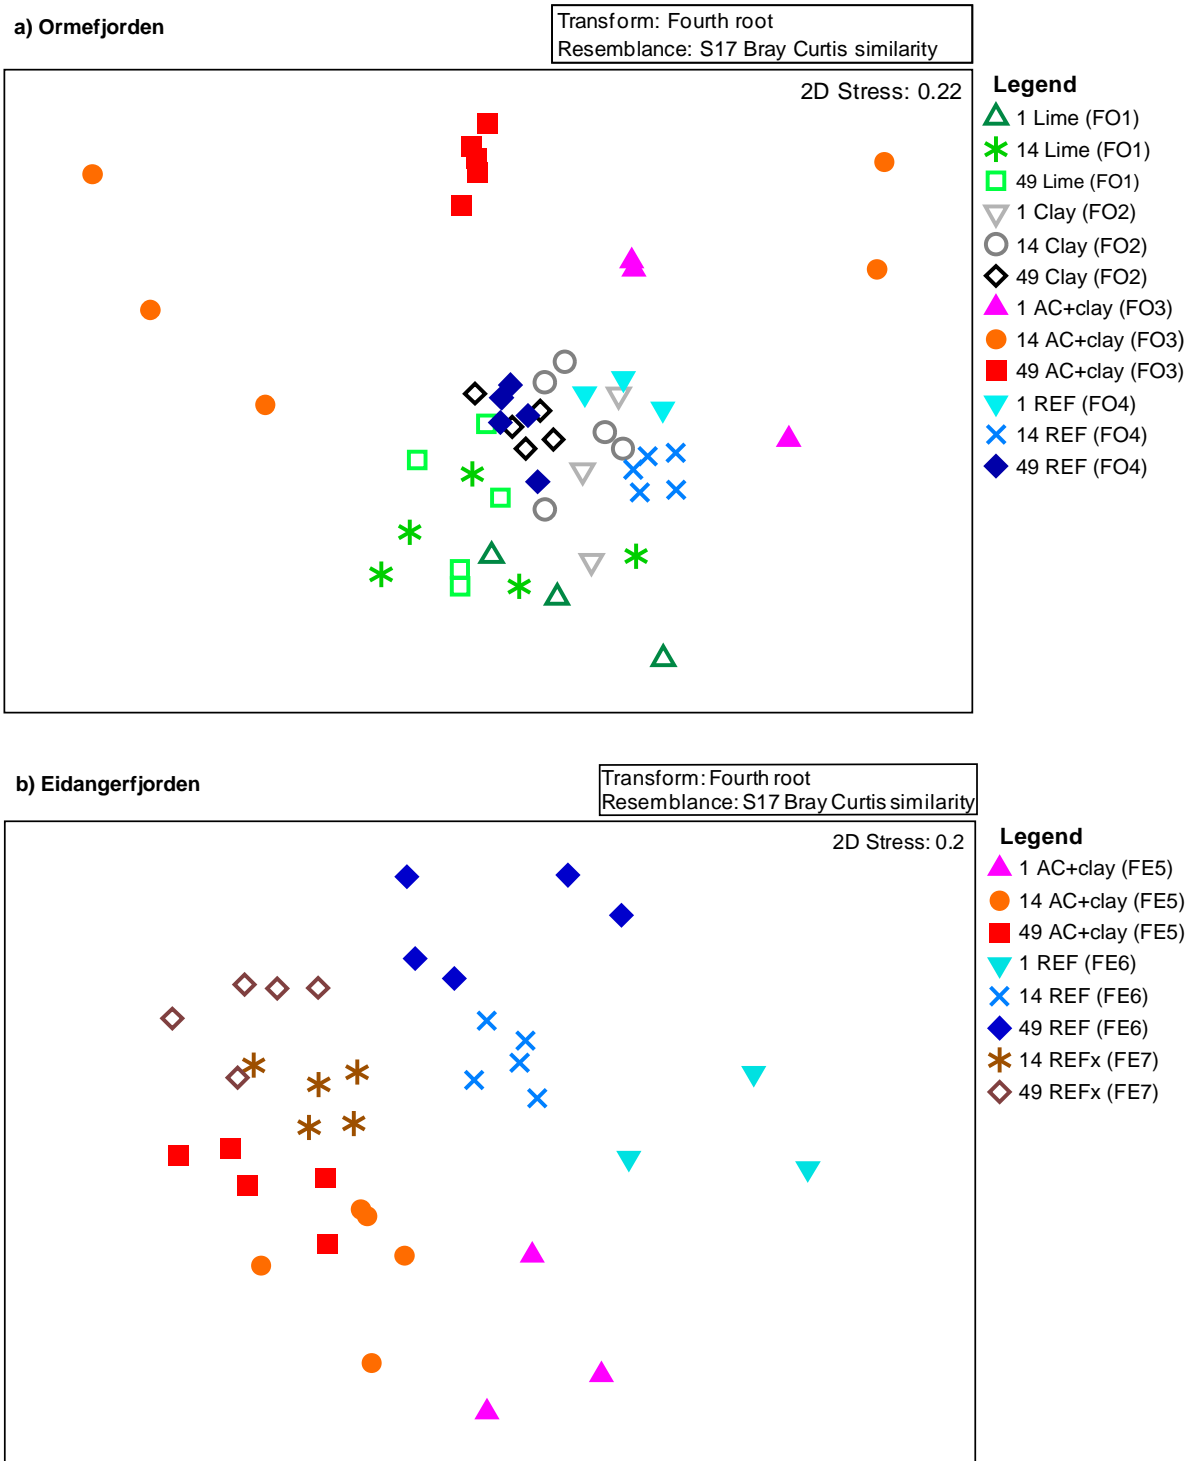 a) Ormefjorden
Transform: Fourth root
Resemblance: S17 Bray Curtis similarity
2D Stress: 0.22
Legend
1 Lime (FO1)
14 Lime (FO1)
49 Lime (FO1)
1 Clay (FO2)
14 Clay (FO2)
49 Clay (FO2)
1 AC+clay (FO3)
14 AC+clay (FO3)
49 AC+clay (FO3)
1 REF (FO4)
14 REF (FO4)
49 REF (FO4)
b) Eidangerfjorden
Transform: Fourth root
Resemblance: S17 Bray Curtis similarity
2D Stress: 0.2
Legend
1 AC+clay (FE5)
14 AC+clay (FE5)
49 AC+clay (FE5)
1 REF (FE6)
14 REF (FE6)
49 REF (FE6)
14 REFx (FE7)
49 REFx (FE7)